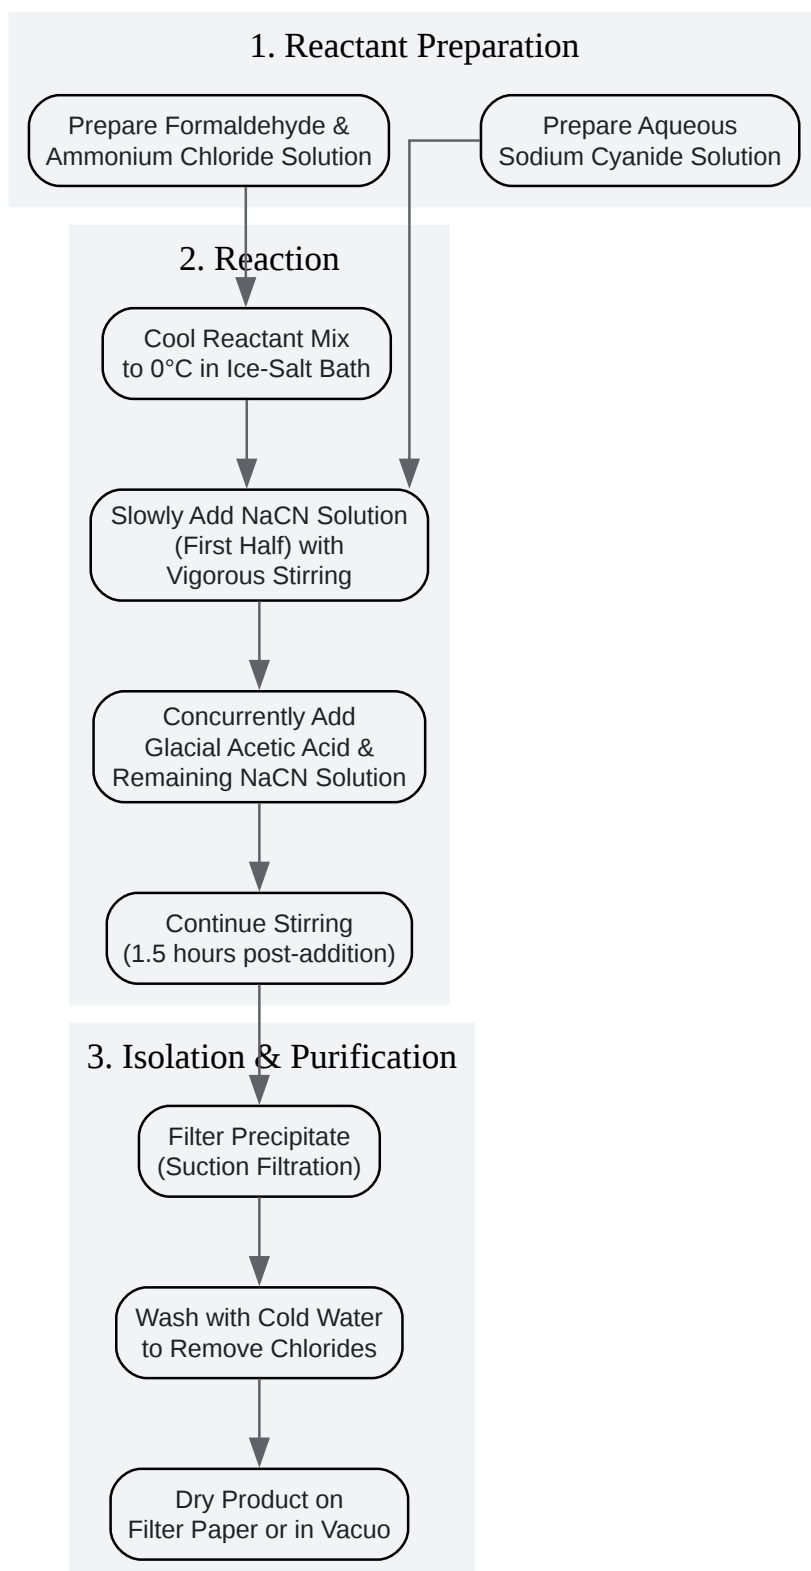 1. Reactant Preparation
Prepare Formaldehyde &
Ammonium Chloride Solution
Prepare Aqueous
Sodium Cyanide Solution
2. Reaction
Cool Reactant Mix
to 0°C in Ice-Salt Bath
Slowly Add NaCN Solution
(First Half) with
Vigorous Stirring
Concurrently Add
Glacial Acetic Acid &
Remaining NaCN Solution
Continue Stirring
(1.5 hours post-addition)
3. Isolation & Purification
Filter Precipitate
(Suction Filtration)
Wash with Cold Water
to Remove Chlorides
Dry Product on
Filter Paper or in Vacuo